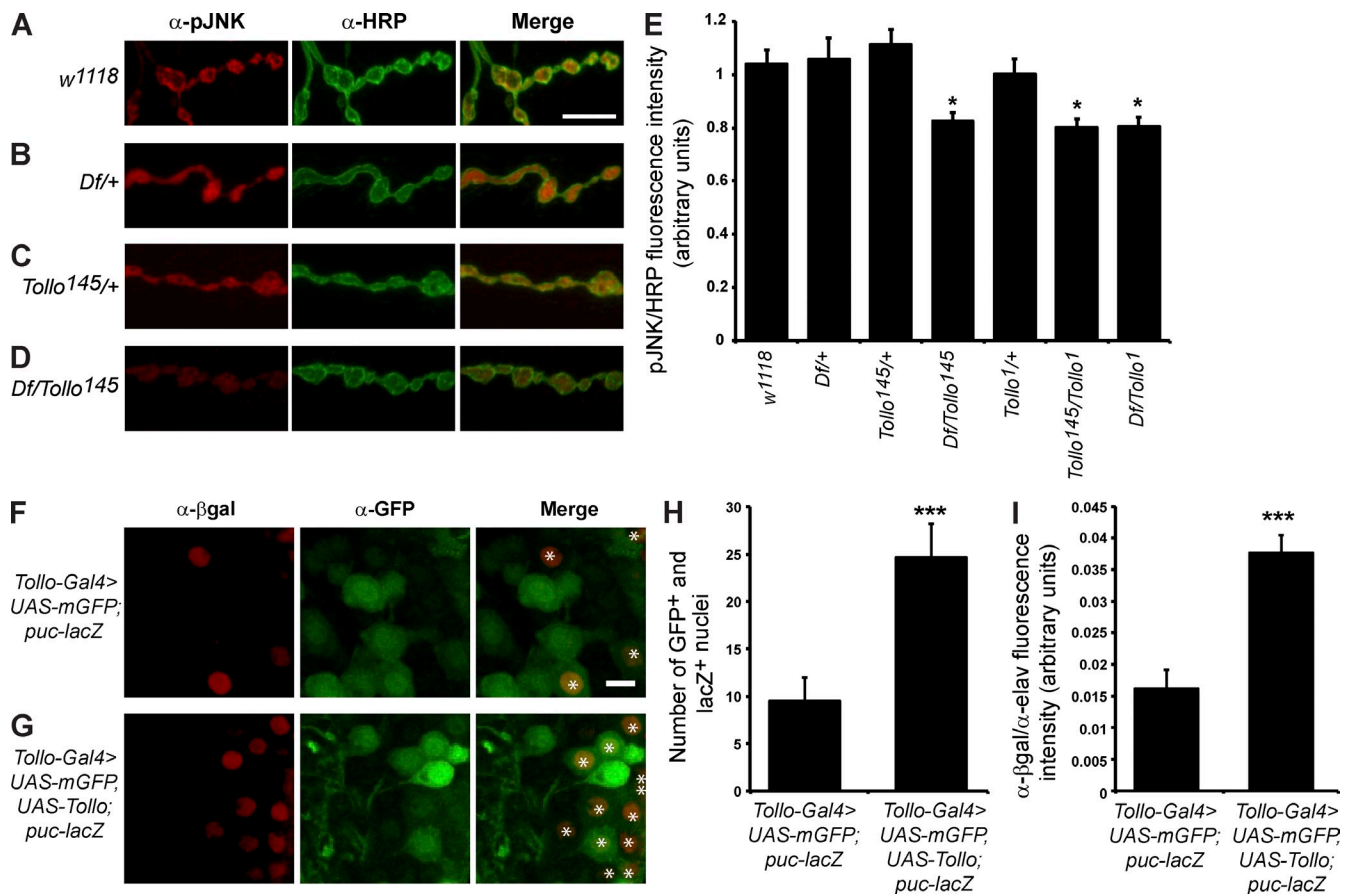 A
α-pJNK
α-HRP
Merge
w1118
B
Df/+
C
Tollo145/+
D
Df/Tollo145
E
pJNK/HRP fluorescence intensity
(arbitrary units)
1.2
1
0.8
0.6
0.4
0.2
0
*
*
*
w1118
Df/+
Tollo145/+
Df/Tollo145
Tollo1/+
Tollo145/Tollo1
Df/Tollo1
F
α-βgal
α-GFP
Merge
Tollo-Gal4>
UAS-mGFP;
puc-lacZ
* * * *
G
Tollo-Gal4>
UAS-mGFP,
UAS-Tollo;
puc-lacZ
* * * * * * * * * * * *
H
Number of GFP+ and
lacZ+ nuclei
30
25
20
15
10
5
0
***
Tollo-Gal4>
UAS-mGFP;
puc-lacZ
Tollo-Gal4>
UAS-mGFP,
UAS-Tollo;
puc-lacZ
I
α-βgal/α-elav fluorescence
intensity (arbitrary units)
0.045
0.04
0.035
0.03
0.025
0.02
0.015
0.01
0.005
0
***
Tollo-Gal4>
UAS-mGFP;
puc-lacZ
Tollo-Gal4>
UAS-mGFP,
UAS-Tollo;
puc-lacZ